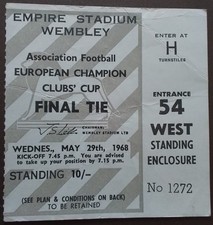 EMPIRE STADIUM
WEMBLEY
Association Football
EUROPEAN CHAMPION
CLUBS' CUP
FINAL TIE
CHAIRMAN:
WEMBLEY STADIUM LTD
WEDNES., MAY 29th, 1968
KICK-OFF 7.45 p.m. You are advised
to take up your position by 7.15 p.m.
STANDING 10/-
(SEE PLAN & CONDITIONS ON BACK)
TO BE RETAINED
ENTER AT
H
TURNSTILES
ENTRANCE
54
WEST
STANDING
ENCLOSURE
No 1272